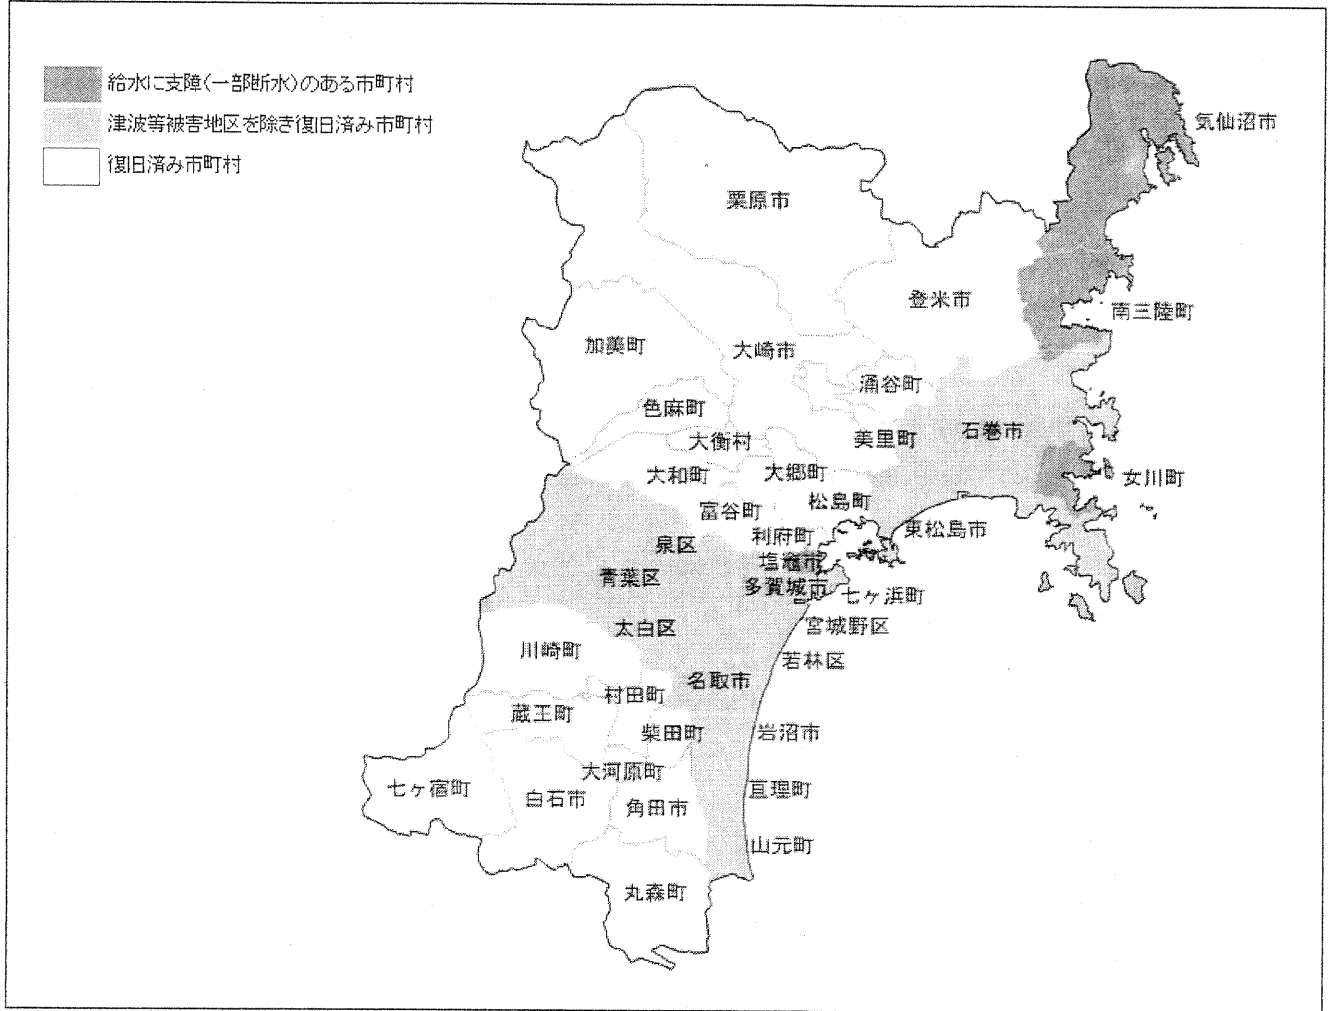 給水に支障(一部断水)のある市町村
津波等被害地区を除き復旧済み市町村
復旧済み市町村
気仙沼市
栗原市
登米市
南三陸町
加美町
大崎市
涌谷町
色麻町
石巻市
大衡村
美里町
大和町
大郷町
女川町
松島町
富谷町
東松島市
利府町
泉区
塩竈市
青葉区
多賀城市
七ヶ浜町
太白区
宮城野区
川崎町
若林区
名取市
村田町
蔵王町
柴田町
岩沼市
大河原町
七ヶ宿町
亘理町
白石市
角田市
山元町
丸森町